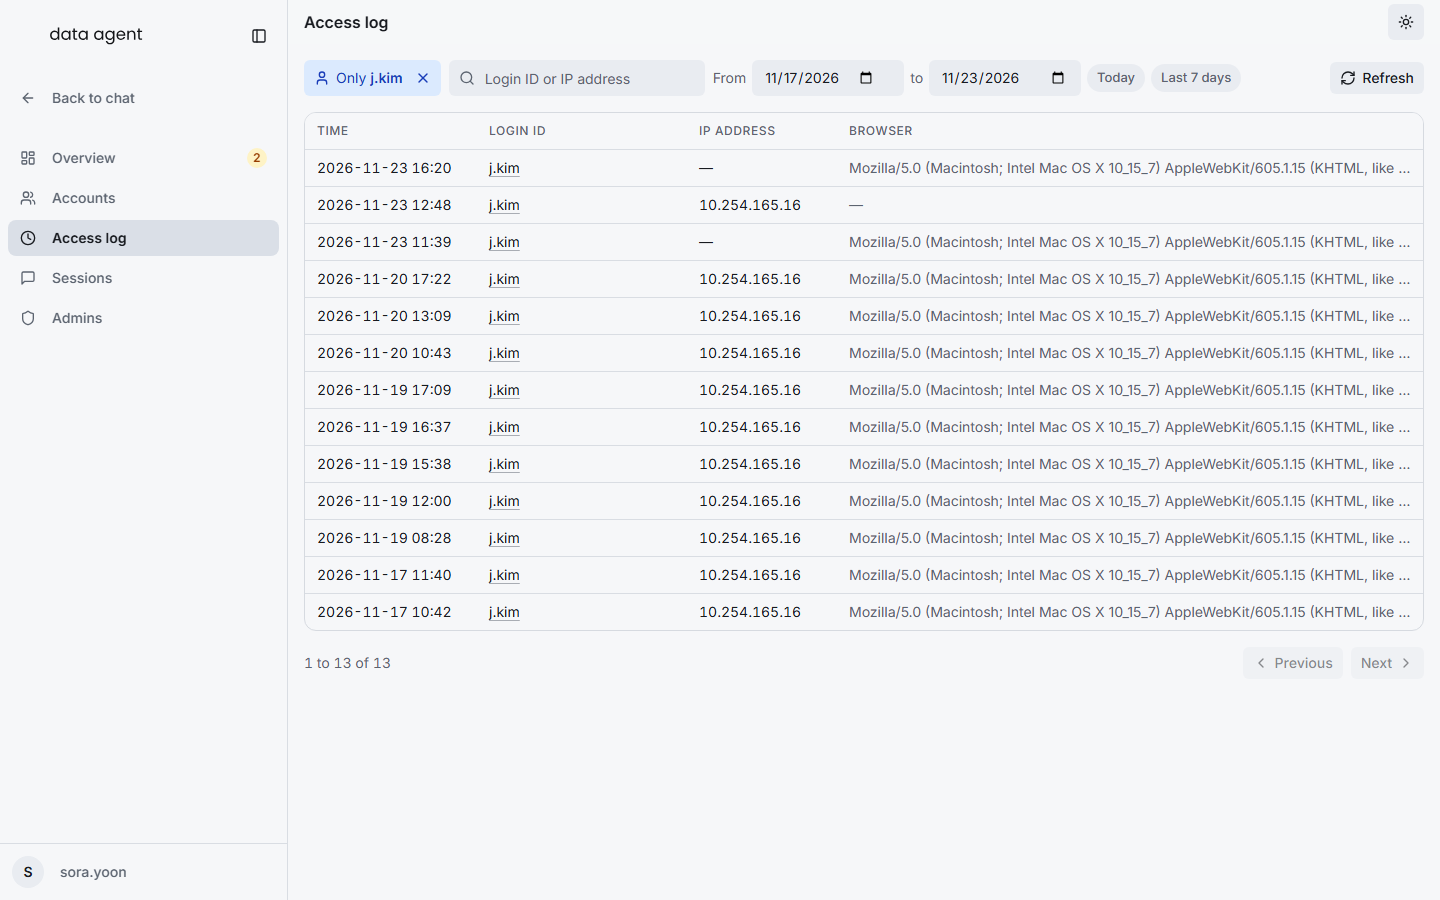 data agent
Back to chat
Overview 2
Accounts
Access log
Sessions
Admins
S sora.yoon
Access log
Only j.kim Login ID or IP address From 11/17/2026 to 11/23/2026 Today Last 7 days Refresh
TIME LOGIN ID IP ADDRESS BROWSER
2026-11-23 16:20 j.kim — Mozilla/5.0 (Macintosh; Intel Mac OS X 10_15_7) AppleWebKit/605.1.15 (KHTML, like ...
2026-11-23 12:48 j.kim 10.254.165.16 —
2026-11-23 11:39 j.kim — Mozilla/5.0 (Macintosh; Intel Mac OS X 10_15_7) AppleWebKit/605.1.15 (KHTML, like ...
2026-11-20 17:22 j.kim 10.254.165.16 Mozilla/5.0 (Macintosh; Intel Mac OS X 10_15_7) AppleWebKit/605.1.15 (KHTML, like ...
2026-11-20 13:09 j.kim 10.254.165.16 Mozilla/5.0 (Macintosh; Intel Mac OS X 10_15_7) AppleWebKit/605.1.15 (KHTML, like ...
2026-11-20 10:43 j.kim 10.254.165.16 Mozilla/5.0 (Macintosh; Intel Mac OS X 10_15_7) AppleWebKit/605.1.15 (KHTML, like ...
2026-11-19 17:09 j.kim 10.254.165.16 Mozilla/5.0 (Macintosh; Intel Mac OS X 10_15_7) AppleWebKit/605.1.15 (KHTML, like ...
2026-11-19 16:37 j.kim 10.254.165.16 Mozilla/5.0 (Macintosh; Intel Mac OS X 10_15_7) AppleWebKit/605.1.15 (KHTML, like ...
2026-11-19 15:38 j.kim 10.254.165.16 Mozilla/5.0 (Macintosh; Intel Mac OS X 10_15_7) AppleWebKit/605.1.15 (KHTML, like ...
2026-11-19 12:00 j.kim 10.254.165.16 Mozilla/5.0 (Macintosh; Intel Mac OS X 10_15_7) AppleWebKit/605.1.15 (KHTML, like ...
2026-11-19 08:28 j.kim 10.254.165.16 Mozilla/5.0 (Macintosh; Intel Mac OS X 10_15_7) AppleWebKit/605.1.15 (KHTML, like ...
2026-11-17 11:40 j.kim 10.254.165.16 Mozilla/5.0 (Macintosh; Intel Mac OS X 10_15_7) AppleWebKit/605.1.15 (KHTML, like ...
2026-11-17 10:42 j.kim 10.254.165.16 Mozilla/5.0 (Macintosh; Intel Mac OS X 10_15_7) AppleWebKit/605.1.15 (KHTML, like ...
1 to 13 of 13 Previous Next